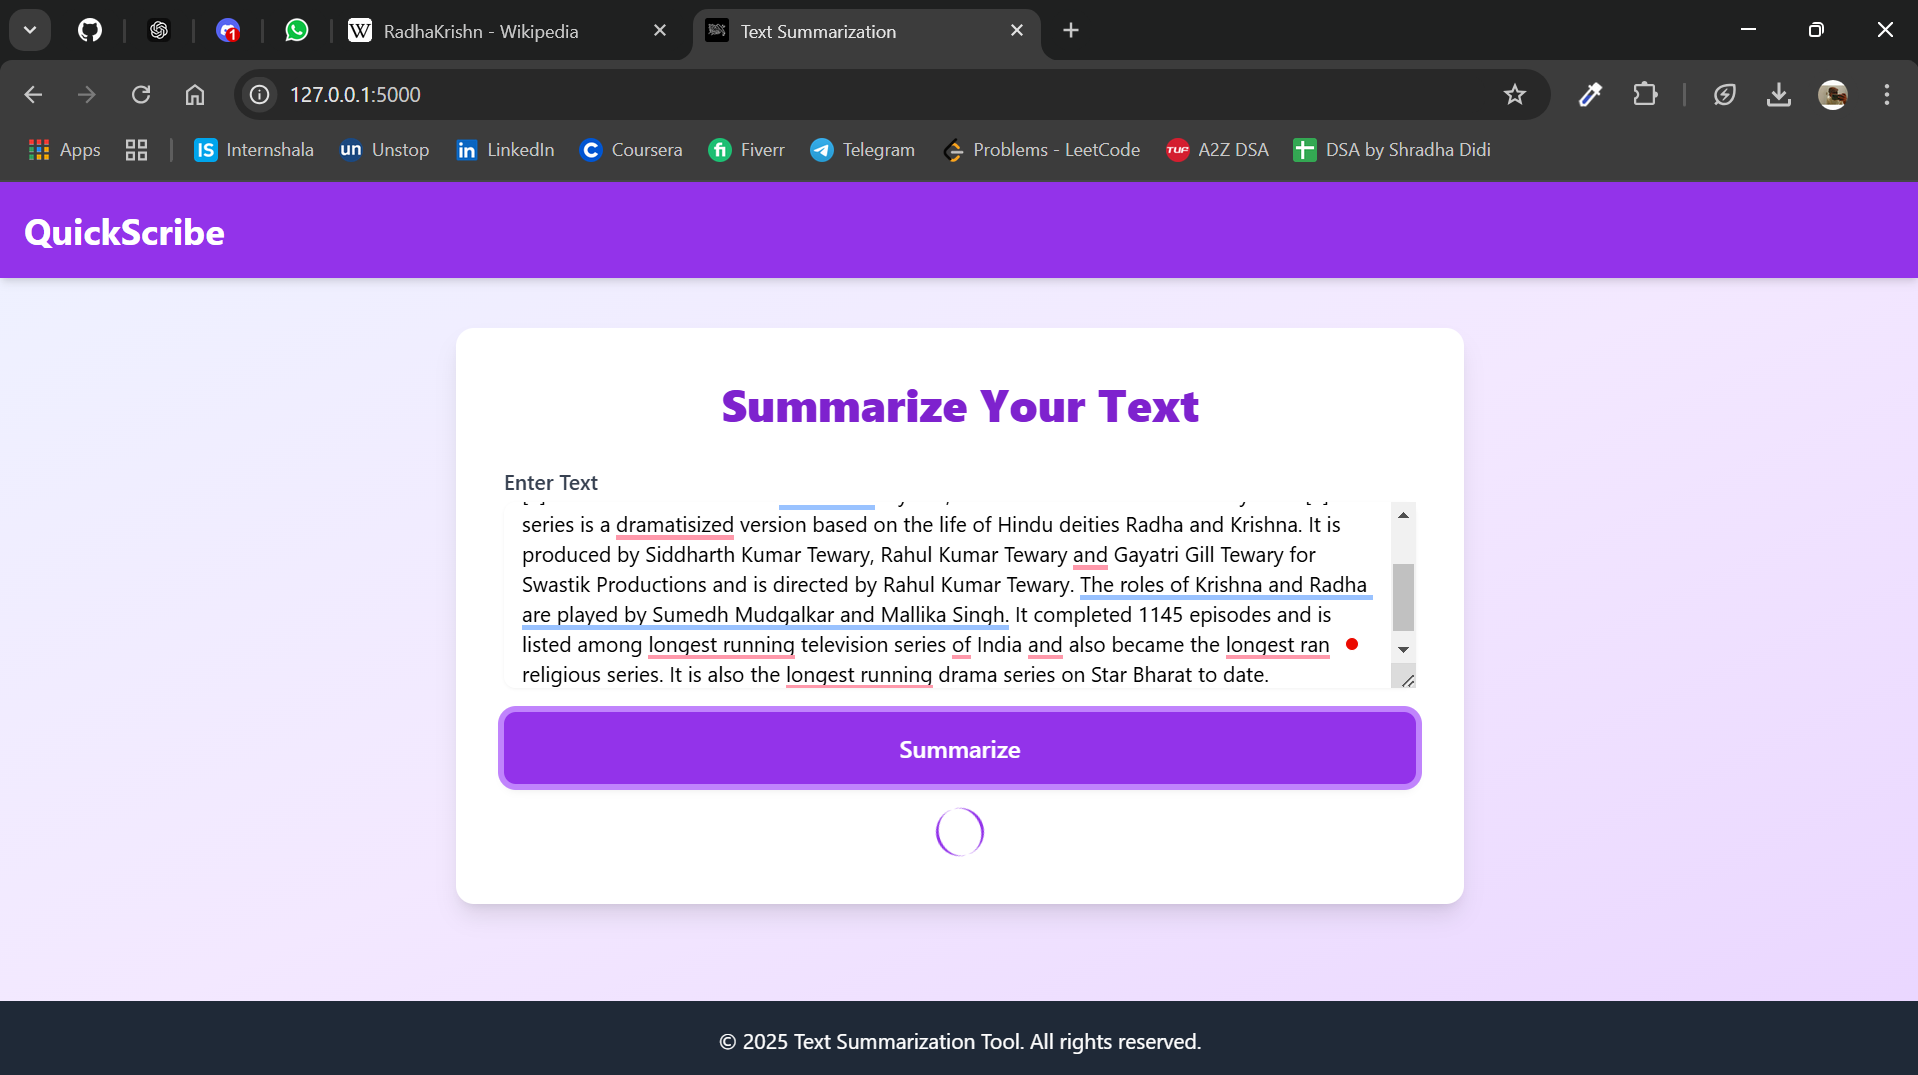 1
W RadhaKrishn - Wikipedia
Text Summarization
127.0.0.1:5000
Apps
IS Internshala
un Unstop
in LinkedIn
C Coursera
fi Fiverr
Telegram
Problems - LeetCode
TUF A2Z DSA
DSA by Shradha Didi
QuickScribe
Summarize Your Text
Enter Text
series is a dramatisized version based on the life of Hindu deities Radha and Krishna. It is
produced by Siddharth Kumar Tewary, Rahul Kumar Tewary and Gayatri Gill Tewary for
Swastik Productions and is directed by Rahul Kumar Tewary. The roles of Krishna and Radha
are played by Sumedh Mudgalkar and Mallika Singh. It completed 1145 episodes and is
listed among longest running television series of India and also became the longest ran
religious series. It is also the longest running drama series on Star Bharat to date.
Summarize
© 2025 Text Summarization Tool. All rights reserved.